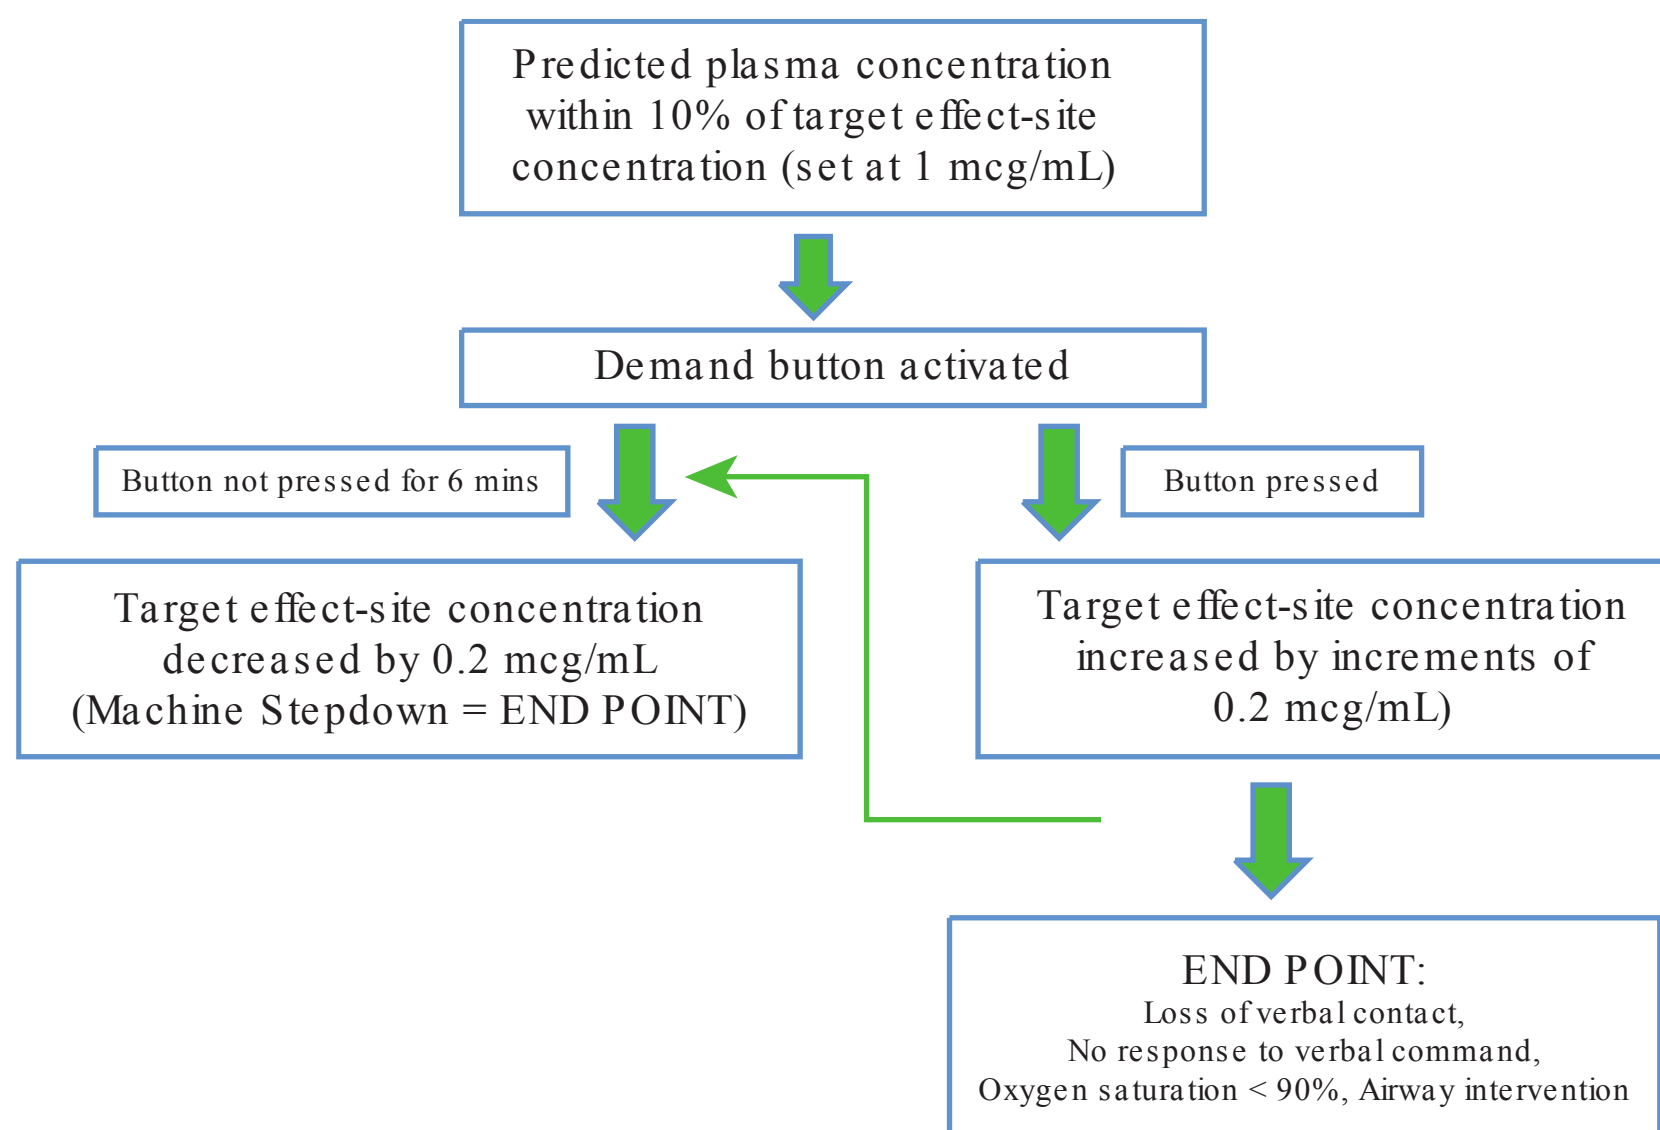 Predicted plasma concentration
within 10% of target effect-site
concentration (set at 1 mcg/mL)
Demand button activated
Button not pressed for 6 mins
Button pressed
Target effect-site concentration
decreased by 0.2 mcg/mL
(Machine Stepdown = END POINT)
Target effect-site concentration
increased by increments of
0.2 mcg/mL)
END POINT:
Loss of verbal contact,
No response to verbal command,
Oxygen saturation < 90%, Airway intervention